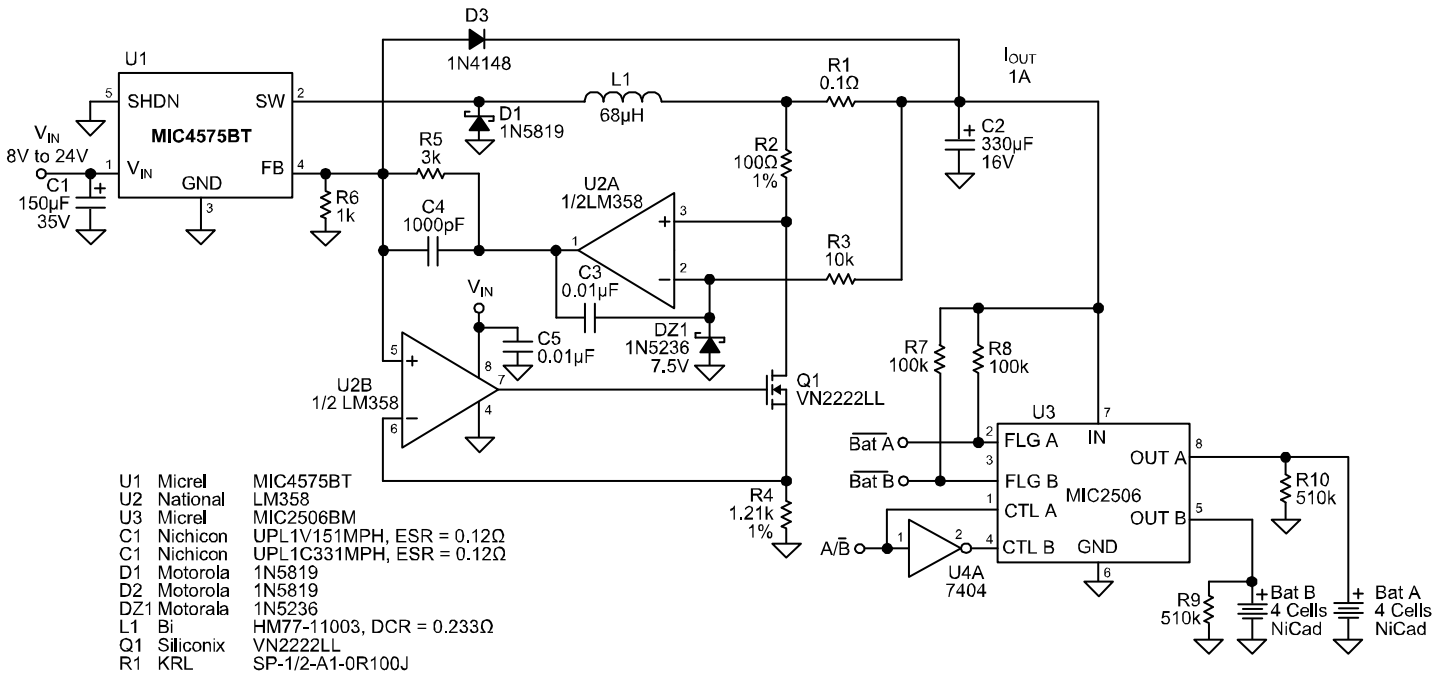 D3
1N4148
U1
5 SHDN
SW 2
MIC4575BT
VIN
8V to 24V
1 VIN
FB 4
GND
3
C1
150µF
35V
+
R6
1k
R5
3k
C4
1000pF
D1
1N5819
L1
68µH
R1
0.1Ω
IOUT
1A
R2
100Ω
1%
+
C2
330µF
16V
U2A
1/2LM358
+ 3
1
− 2
R3
10k
C3
0.01µF
DZ1
1N5236
7.5V
VIN
C5
0.01µF
5 +
8
U2B
1/2 LM358
7
4
6 −
Q1
VN2222LL
R4
1.21k
1%
R7
100k
R8
100k
U3
7
IN
Bat A
2 FLG A
Bat B
3 FLG B
1 CTL A
4 CTL B
MIC2506
OUT A 8
OUT B 5
GND
6
A/B
1
2
U4A
7404
R10
510k
R9
510k
+ Bat B
4 Cells
NiCad
+ Bat A
4 Cells
NiCad
U1 Micrel MIC4575BT
U2 National LM358
U3 Micrel MIC2506BM
C1 Nichicon UPL1V151MPH, ESR = 0.12Ω
C1 Nichicon UPL1C331MPH, ESR = 0.12Ω
D1 Motorola 1N5819
D2 Motorola 1N5819
DZ1 Motorala 1N5236
L1 Bi HM77-11003, DCR = 0.233Ω
Q1 Siliconix VN2222LL
R1 KRL SP-1/2-A1-0R100J